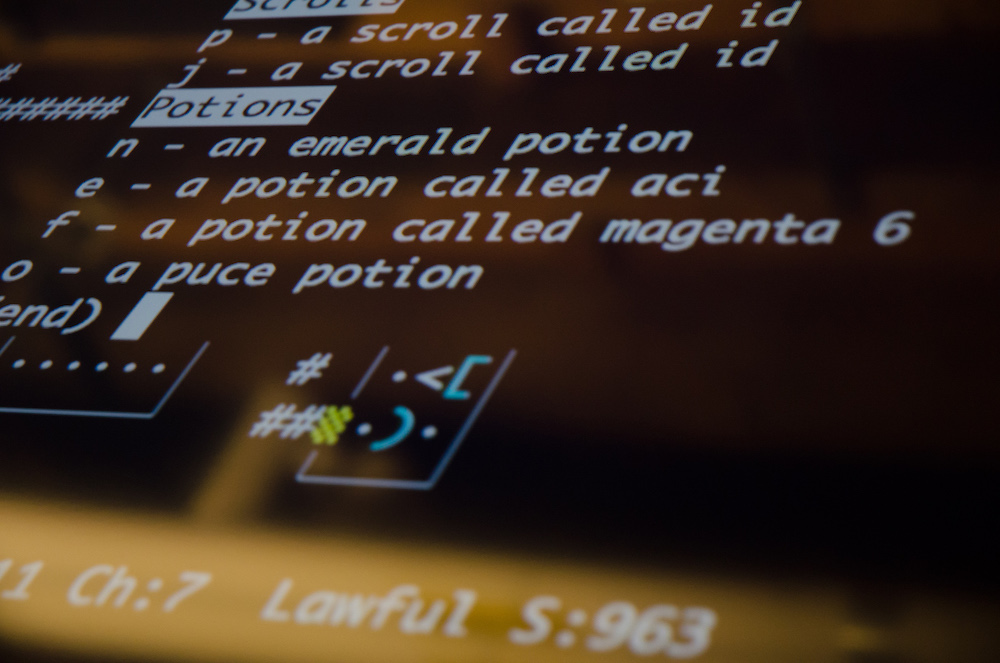 Scrolls
p - a scroll called id
j - a scroll called id
#
###### Potions
n - an emerald potion
e - a potion called aci
f - a potion called magenta 6
o - a puce potion
end)
...... # |.<[
##▒.).
11 Ch:7 Lawful S:963